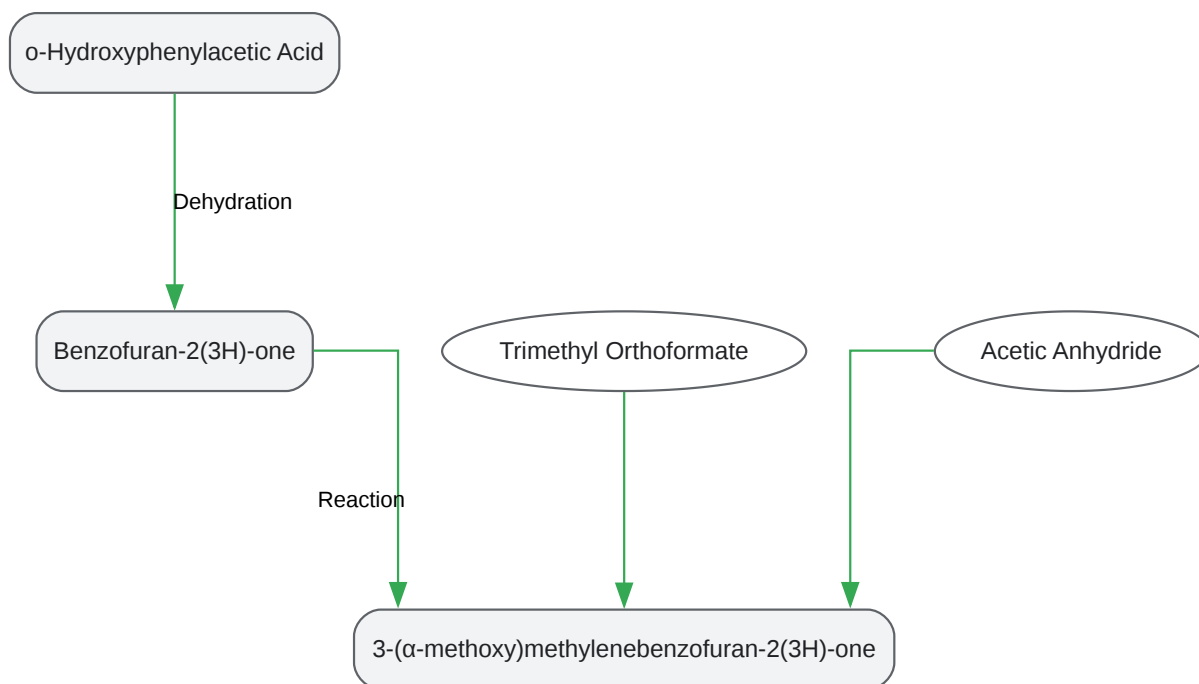 o-Hydroxyphenylacetic Acid
Dehydration
Benzofuran-2(3H)-one
Trimethyl Orthoformate
Acetic Anhydride
Reaction
3-(α-methoxy)methylenebenzofuran-2(3H)-one